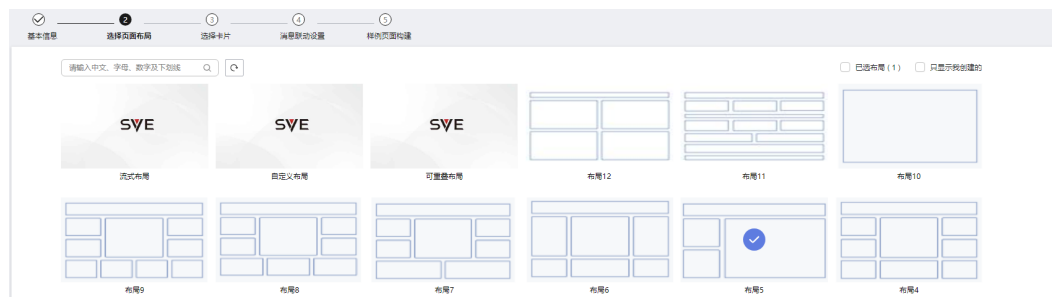 2 3 4 5
基本信息 选择页面布局 选择卡片 消息联动设置 样例页面构建
请输入中文、字母、数字及下划线 已选布局(1) 只显示我创建的
SVE SVE SVE
流式布局 自定义布局 可重叠布局 布局12 布局11 布局10
布局9 布局8 布局7 布局6 布局5 布局4